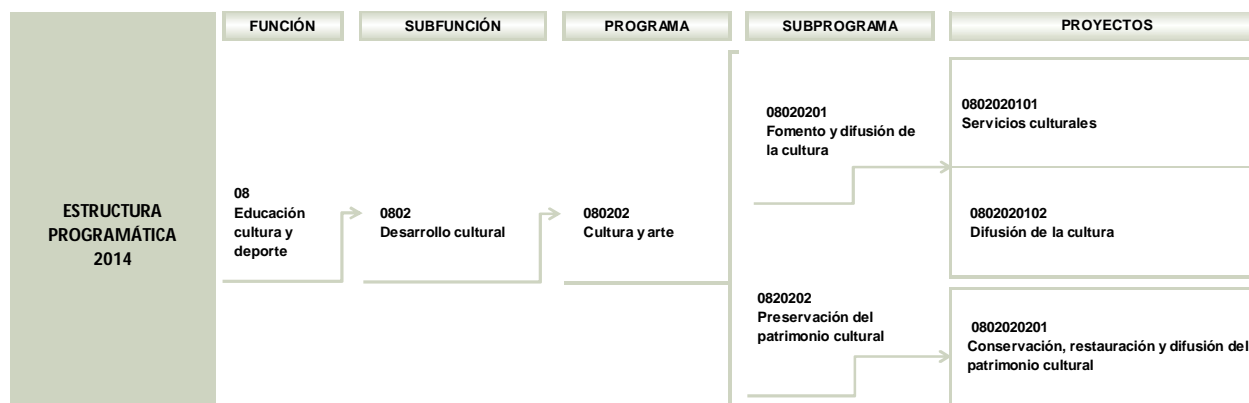 FUNCIÓN
SUBFUNCIÓN
PROGRAMA
SUBPROGRAMA
PROYECTOS
ESTRUCTURA
PROGRAMÁTICA
2014
08
Educación
cultura y
deporte
0802
Desarrollo cultural
080202
Cultura y arte
08020201
Fomento y difusión de
la cultura
0802020101
Servicios culturales
0802020102
Difusión de la cultura
0820202
Preservación del
patrimonio cultural
0802020201
Conservación, restauración y difusión del
patrimonio cultural